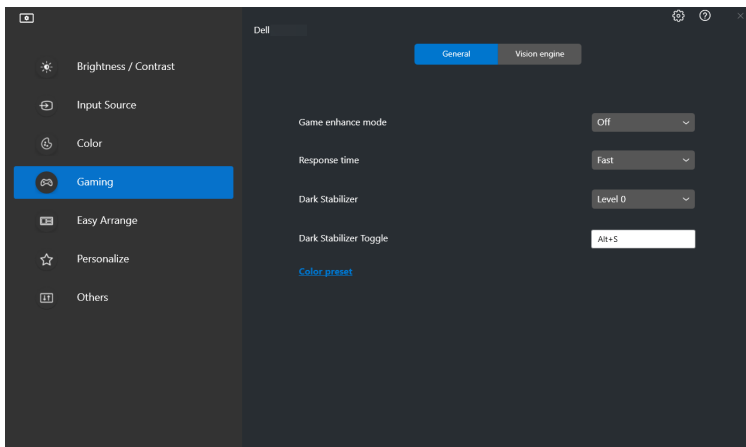 Dell
General
Vision engine
Brightness / Contrast
Input Source
Color
Gaming
Easy Arrange
Personalize
Others
Game enhance mode
Off
Response time
Fast
Dark Stabilizer
Level 0
Dark Stabilizer Toggle
Alt+S
Color preset